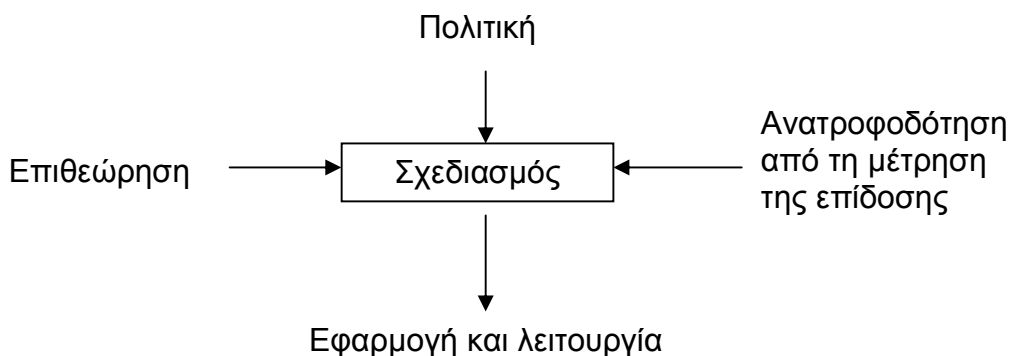 Πολιτική
Επιθεώρηση
Σχεδιασμός
Ανατροφοδότηση
από τη μέτρηση
της επίδοσης
Εφαρμογή και λειτουργία